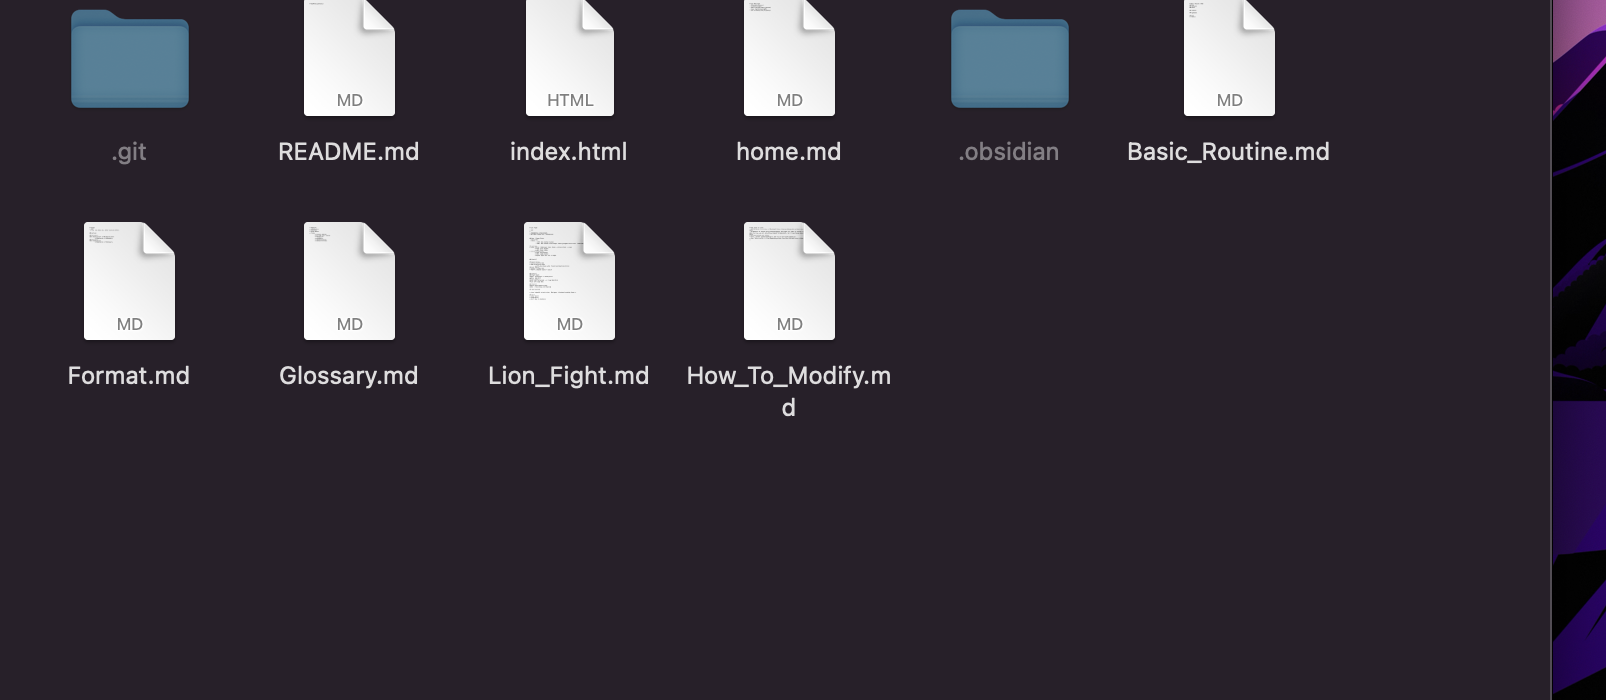 MD
HTML
MD
MD
.git
README.md
index.html
home.md
.obsidian
Basic_Routine.md
MD
MD
MD
MD
Format.md
Glossary.md
Lion_Fight.md
How_To_Modify.m
d